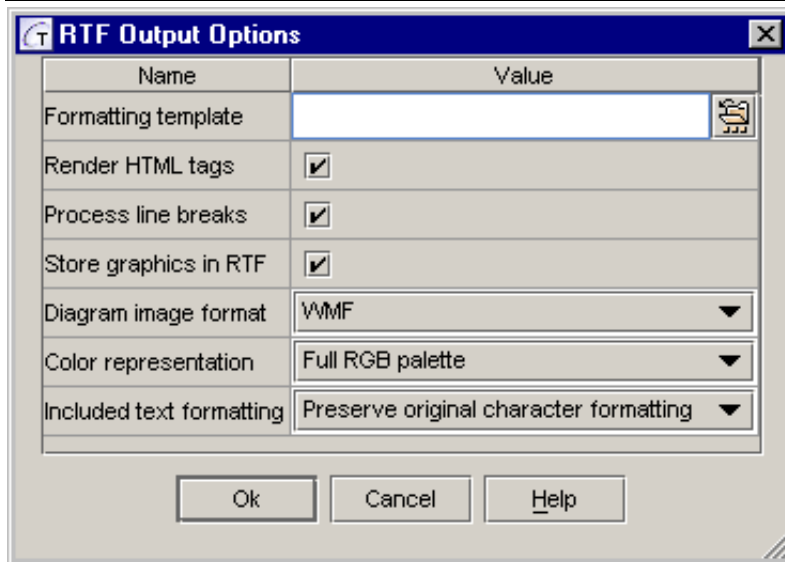 RTF Output Options
Name Value
Formatting template
Render HTML tags
Process line breaks
Store graphics in RTF
Diagram image format WMF
Color representation Full RGB palette
Included text formatting Preserve original character formatting
Ok Cancel Help